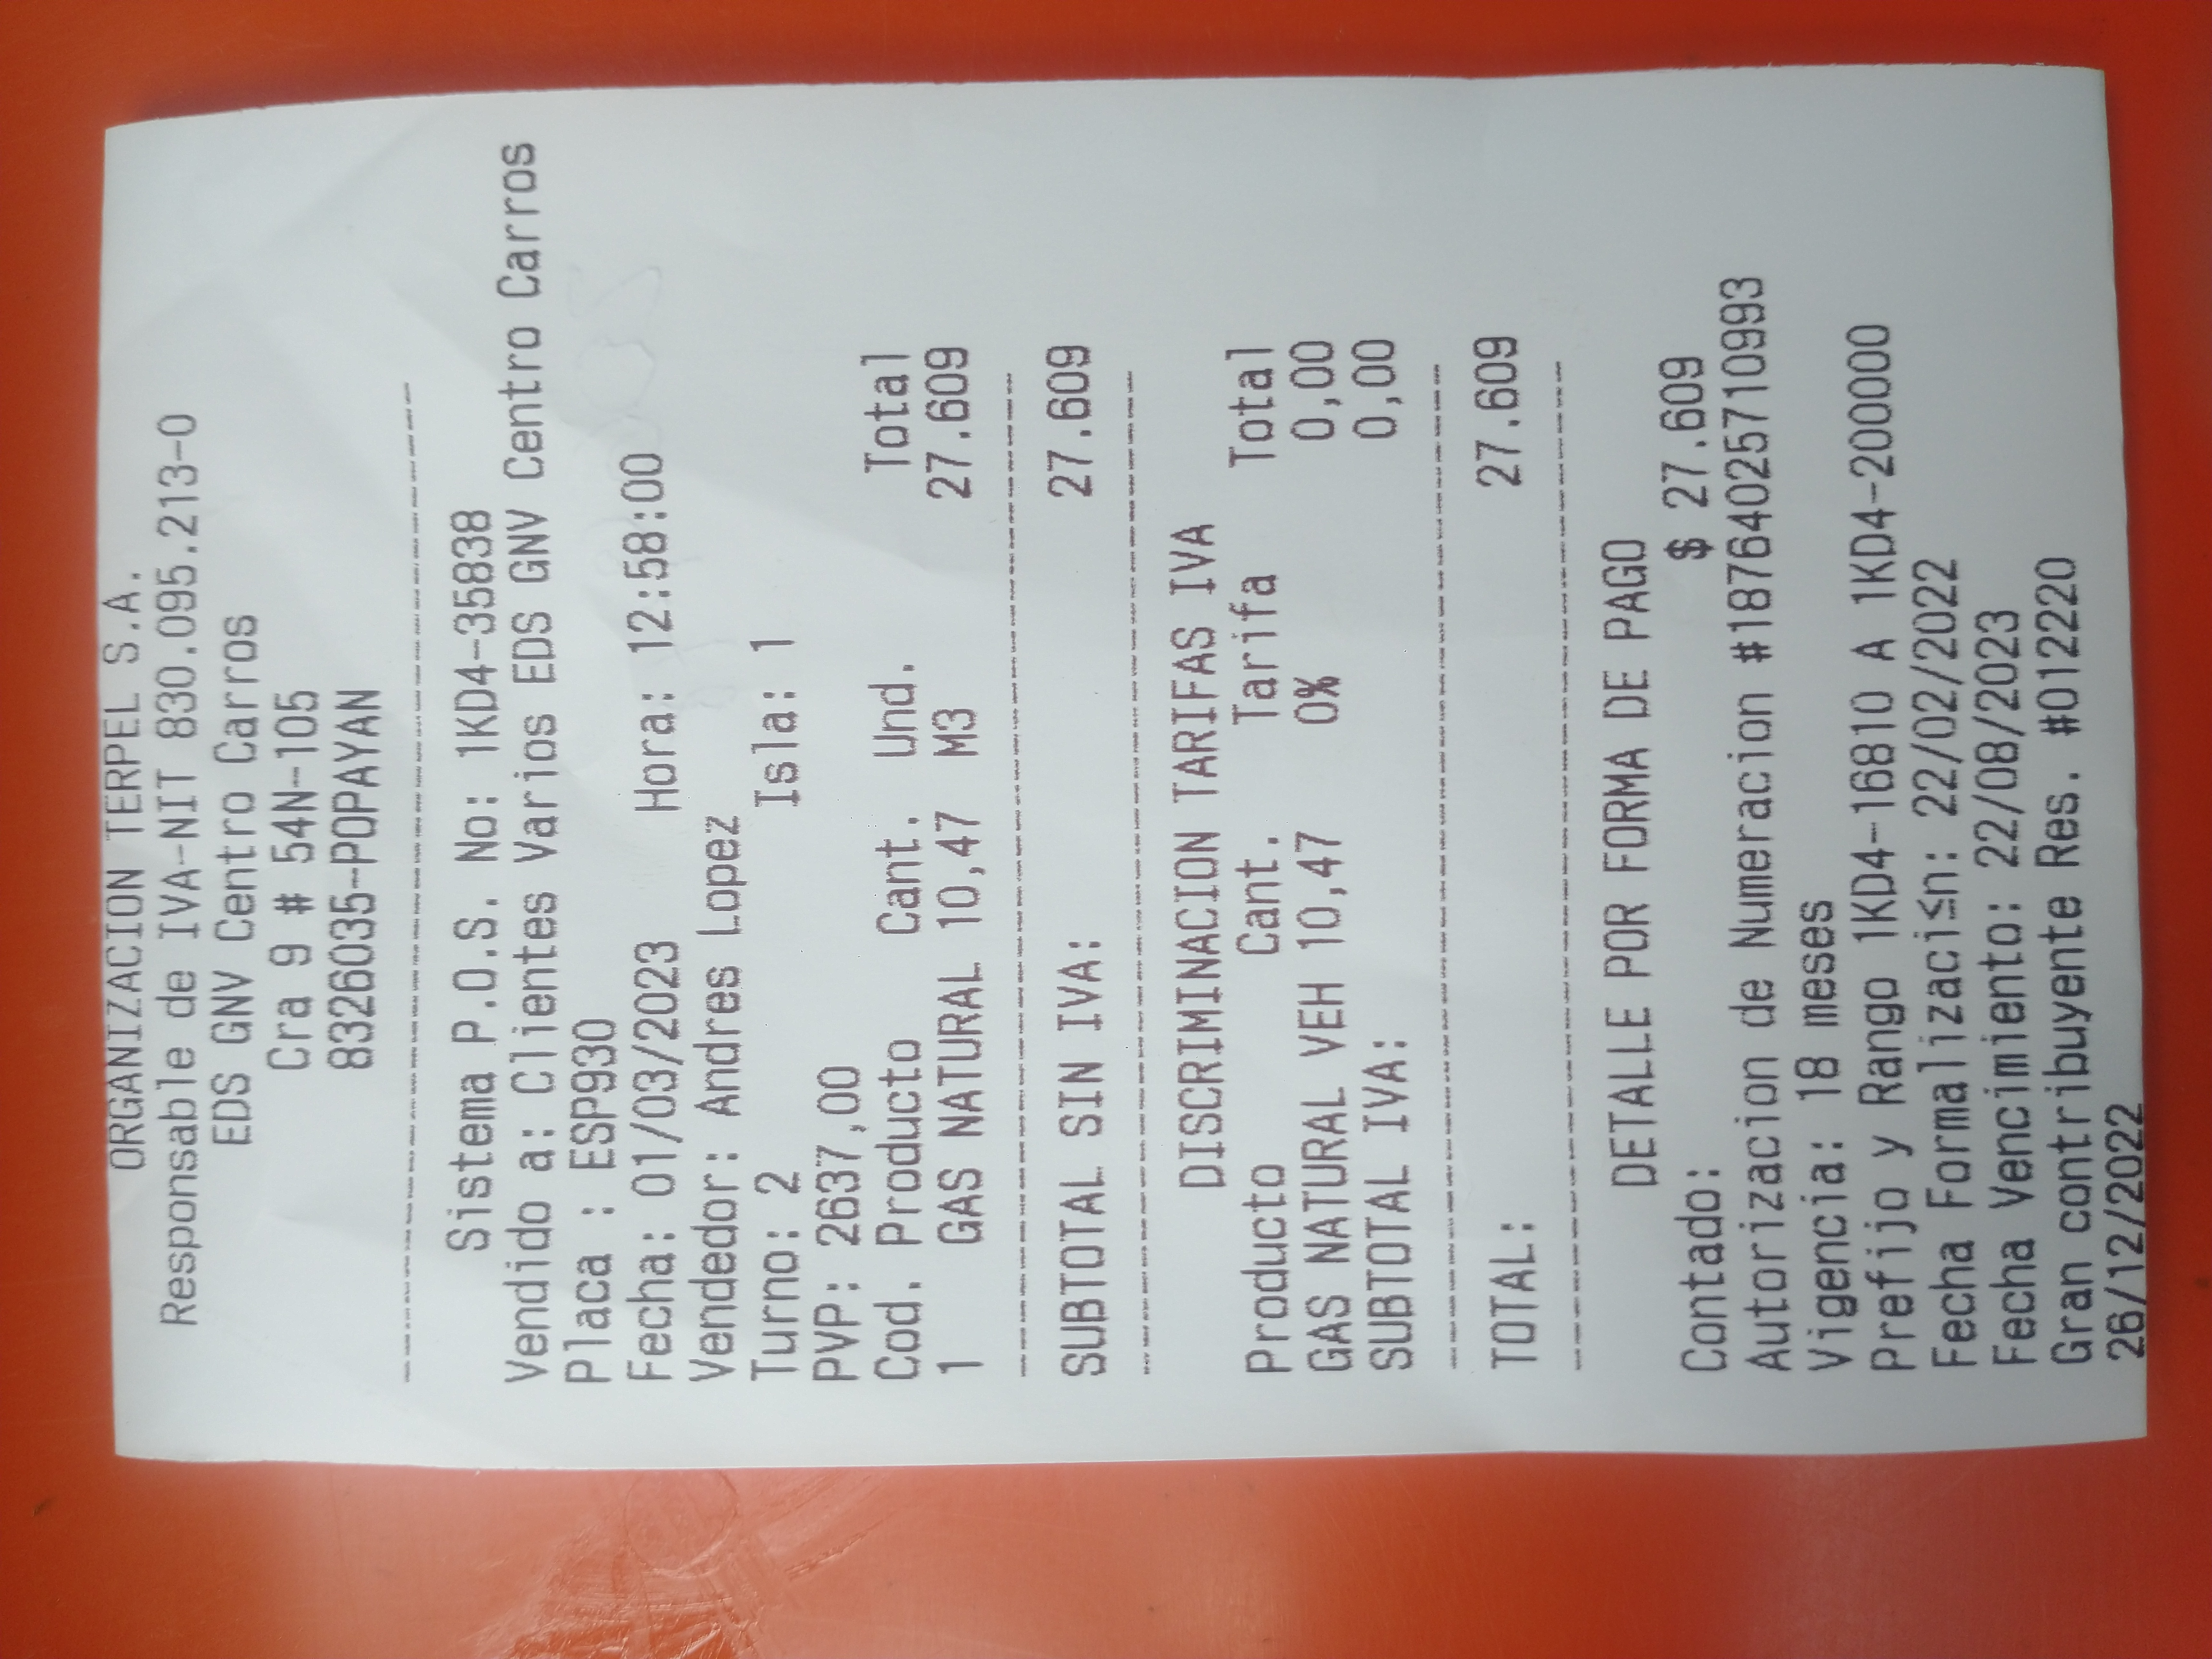 ORGANIZACION TERPEL S.A.
Responsable de IVA-NIT 830.095.213-0
EDS GNV Centro Carros
Cra 9 # 54N-105
8326035-POPAYAN
Sistema P.O.S. No: 1KD4-35838
Vendido a: Clientes Varios EDS GNV Centro Carros
Placa : ESP930
Fecha: 01/03/2023 Hora: 12:58:00
Vendedor: Andres Lopez
Turno: 2 Isla: 1
PVP: 2637,00
Cod. Producto Cant. Und. Total
1 GAS NATURAL 10,47 M3 27.609
SUBTOTAL SIN IVA: 27.609
DISCRIMINACION TARIFAS IVA
Producto Cant. Tarifa Total
GAS NATURAL VEH 10,47 0% 0,00
SUBTOTAL IVA: 0,00
TOTAL: 27.609
DETALLE POR FORMA DE PAGO
Contado: $ 27.609
Autorizacion de Numeracion #18764025710993
Vigencia: 18 meses
Prefijo y Rango 1KD4-16810 A 1KD4-200000
Fecha Formalizaci≤n: 22/02/2022
Fecha Vencimiento: 22/08/2023
Gran contribuyente Res. #012220
26/12/2022